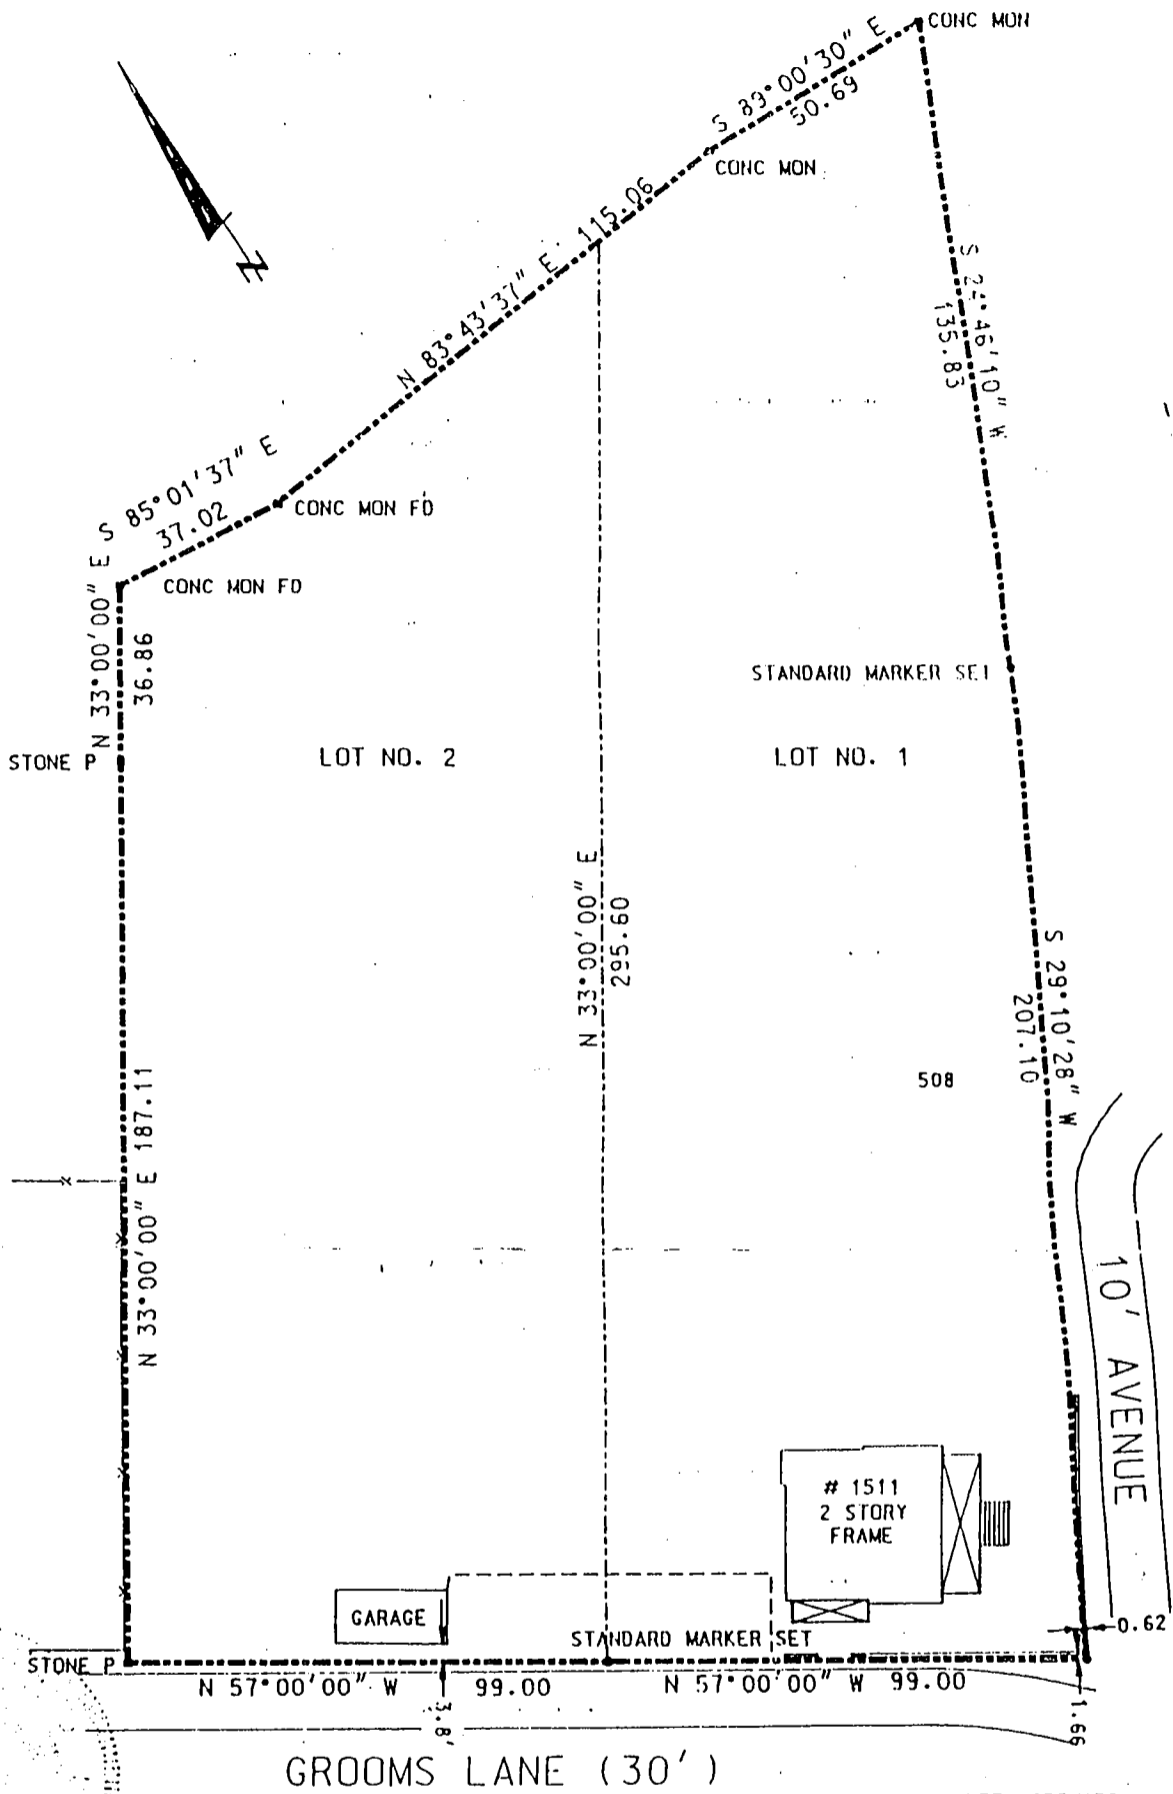 CONC MON
S 89°00'30" E
50.69
CONC MON
115.06
N 83°43'37" E
N
S 24°46'10" W
135.83
S 85°01'37" E
37.02
CONC MON FD
CONC MON FD
N 33°00'00" E
36.86
STANDARD MARKER SET
STONE P
LOT NO. 2
LOT NO. 1
N 33°00'00" E
295.60
S 29°10'28" W
207.10
508
N 33°00'00" E 187.11
10' AVENUE
# 1511
2 STORY
FRAME
GARAGE
STANDARD MARKER SET
0.62
STONE P
N 57°00'00" W 99.00
N 57°00'00" W 99.00
3.8'
1.66
GROOMS LANE (30')